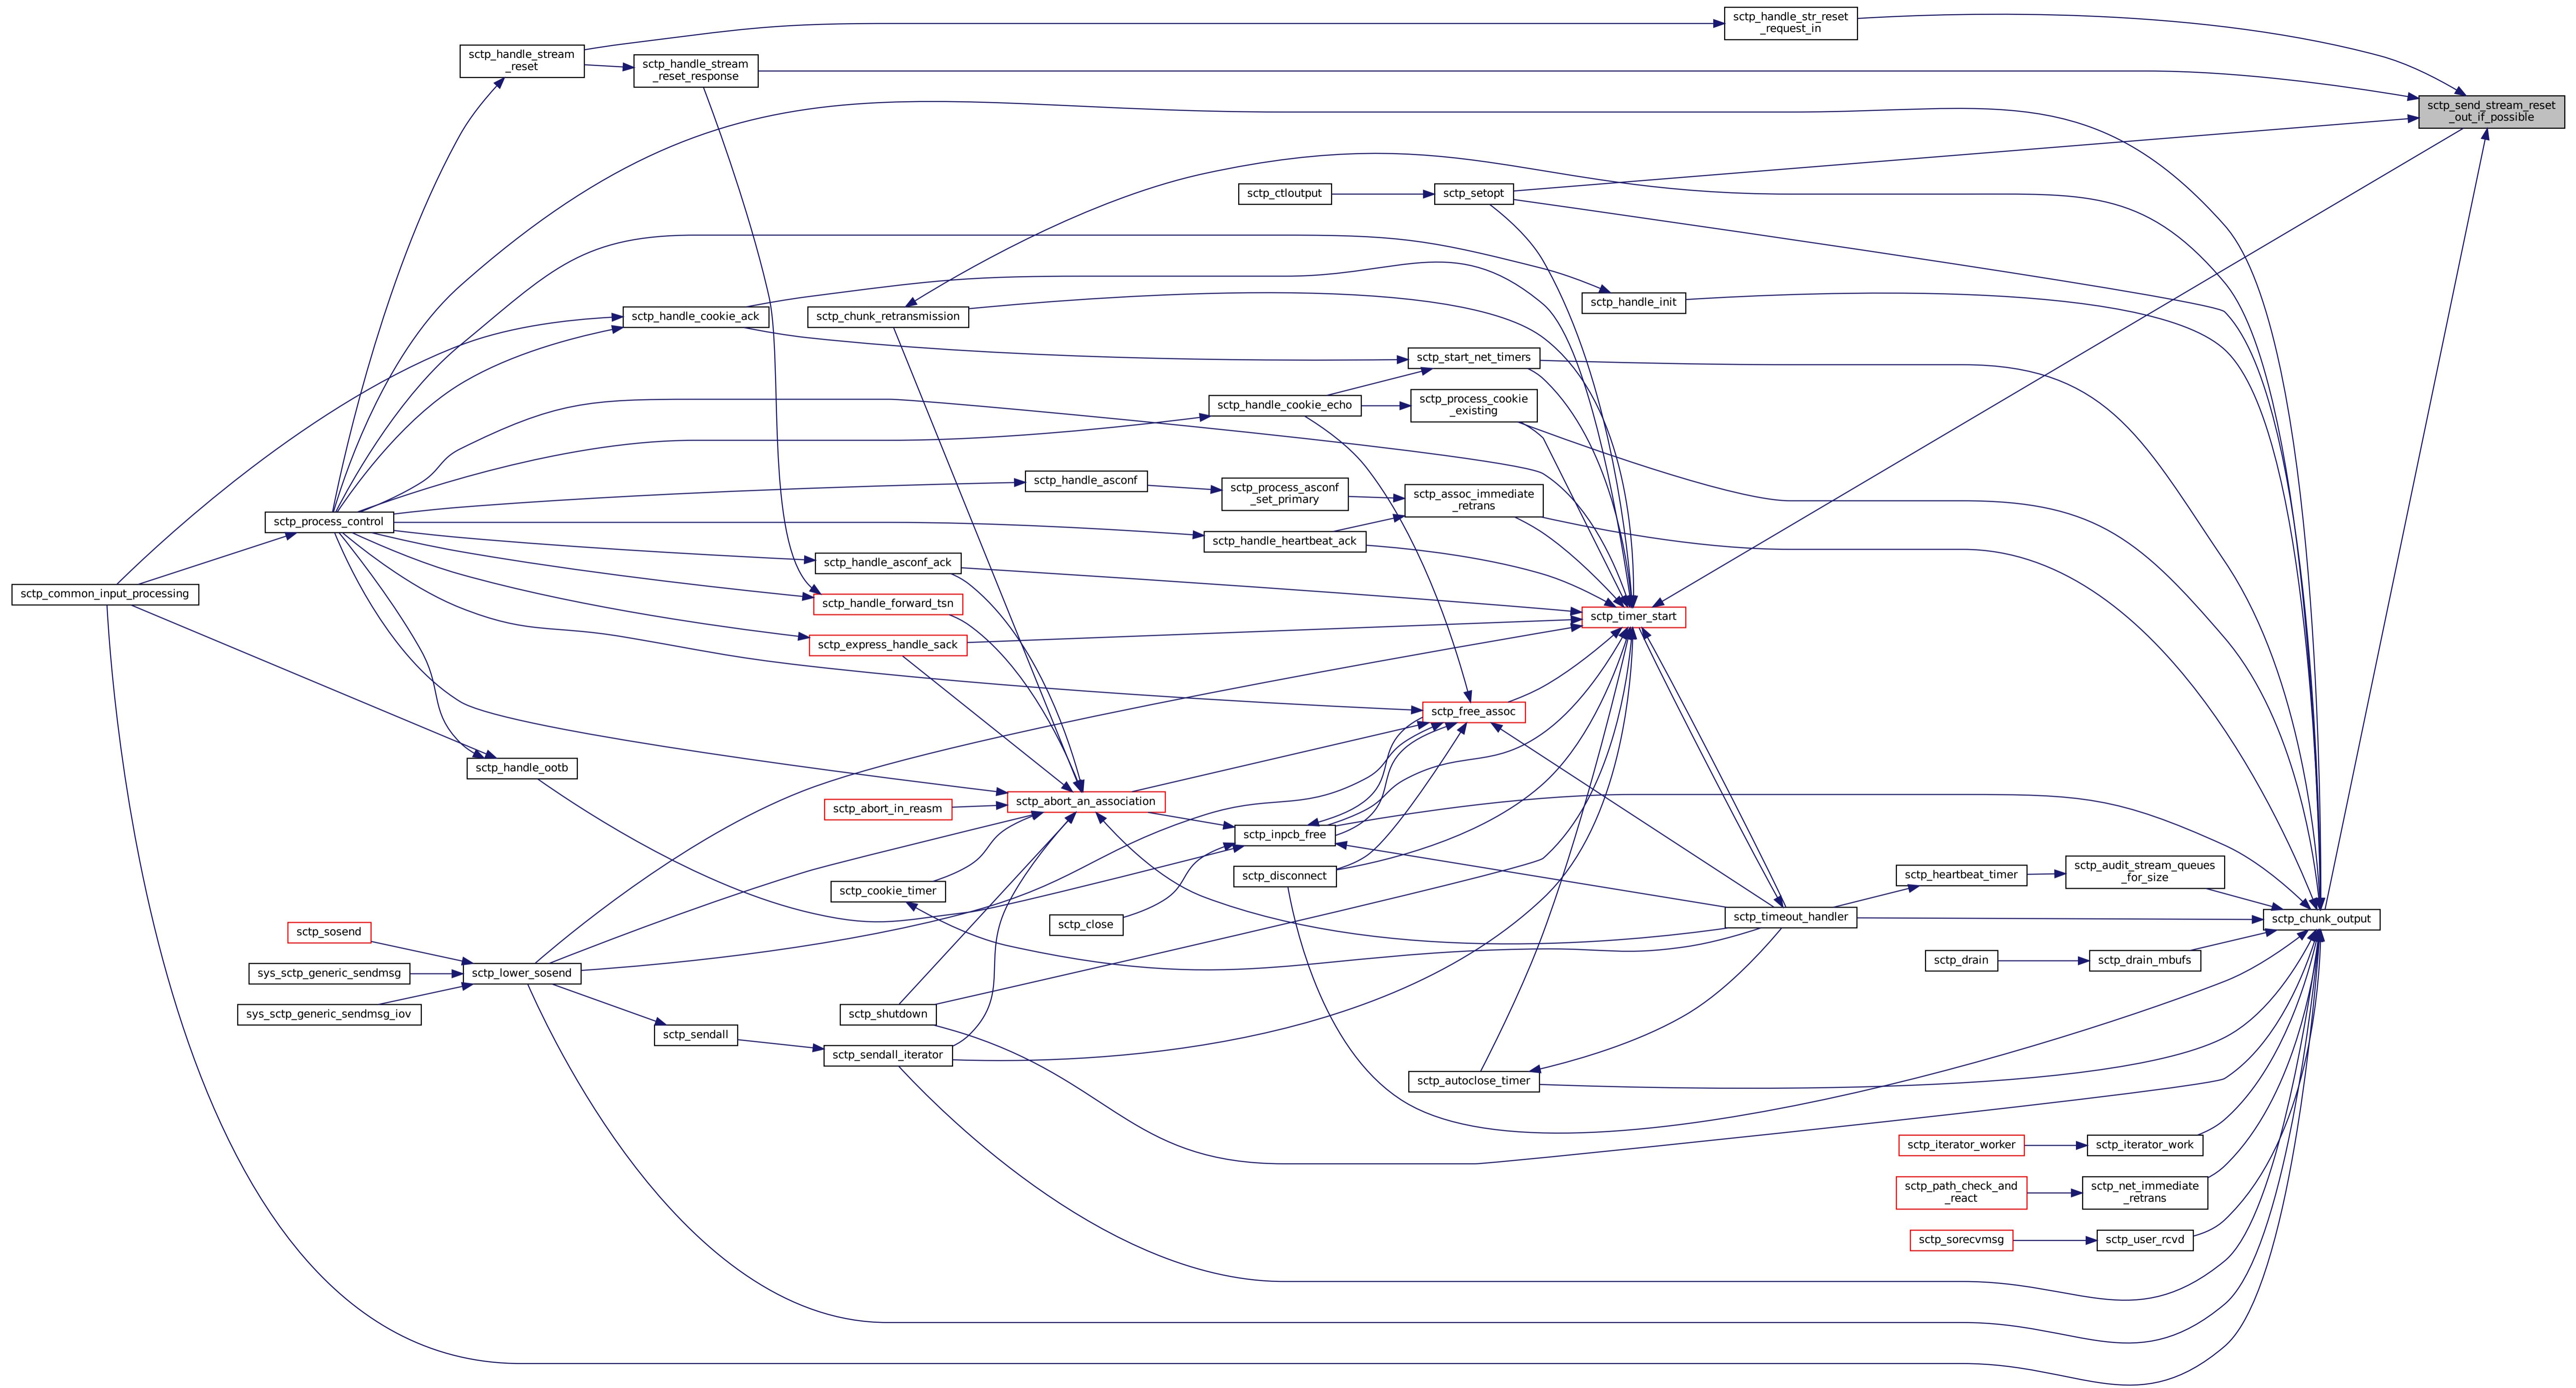 sctp_handle_str_reset
_request_in
sctp_handle_stream
_reset
sctp_handle_stream
_reset_response
sctp_send_stream_reset
_out_if_possible
sctp_ctloutput
sctp_setopt
sctp_handle_init
sctp_handle_cookie_ack
sctp_chunk_retransmission
sctp_start_net_timers
sctp_handle_cookie_echo
sctp_process_cookie
_existing
sctp_handle_asconf
sctp_process_asconf
_set_primary
sctp_assoc_immediate
_retrans
sctp_process_control
sctp_handle_heartbeat_ack
sctp_handle_asconf_ack
sctp_common_input_processing
sctp_handle_forward_tsn
sctp_timer_start
sctp_express_handle_sack
sctp_free_assoc
sctp_handle_ootb
sctp_abort_an_association
sctp_abort_in_reasm
sctp_inpcb_free
sctp_disconnect
sctp_heartbeat_timer
sctp_audit_stream_queues
_for_size
sctp_cookie_timer
sctp_close
sctp_timeout_handler
sctp_chunk_output
sctp_sosend
sctp_drain
sctp_drain_mbufs
sys_sctp_generic_sendmsg
sctp_lower_sosend
sys_sctp_generic_sendmsg_iov
sctp_shutdown
sctp_sendall
sctp_sendall_iterator
sctp_autoclose_timer
sctp_iterator_worker
sctp_iterator_work
sctp_path_check_and
_react
sctp_net_immediate
_retrans
sctp_sorecvmsg
sctp_user_rcvd